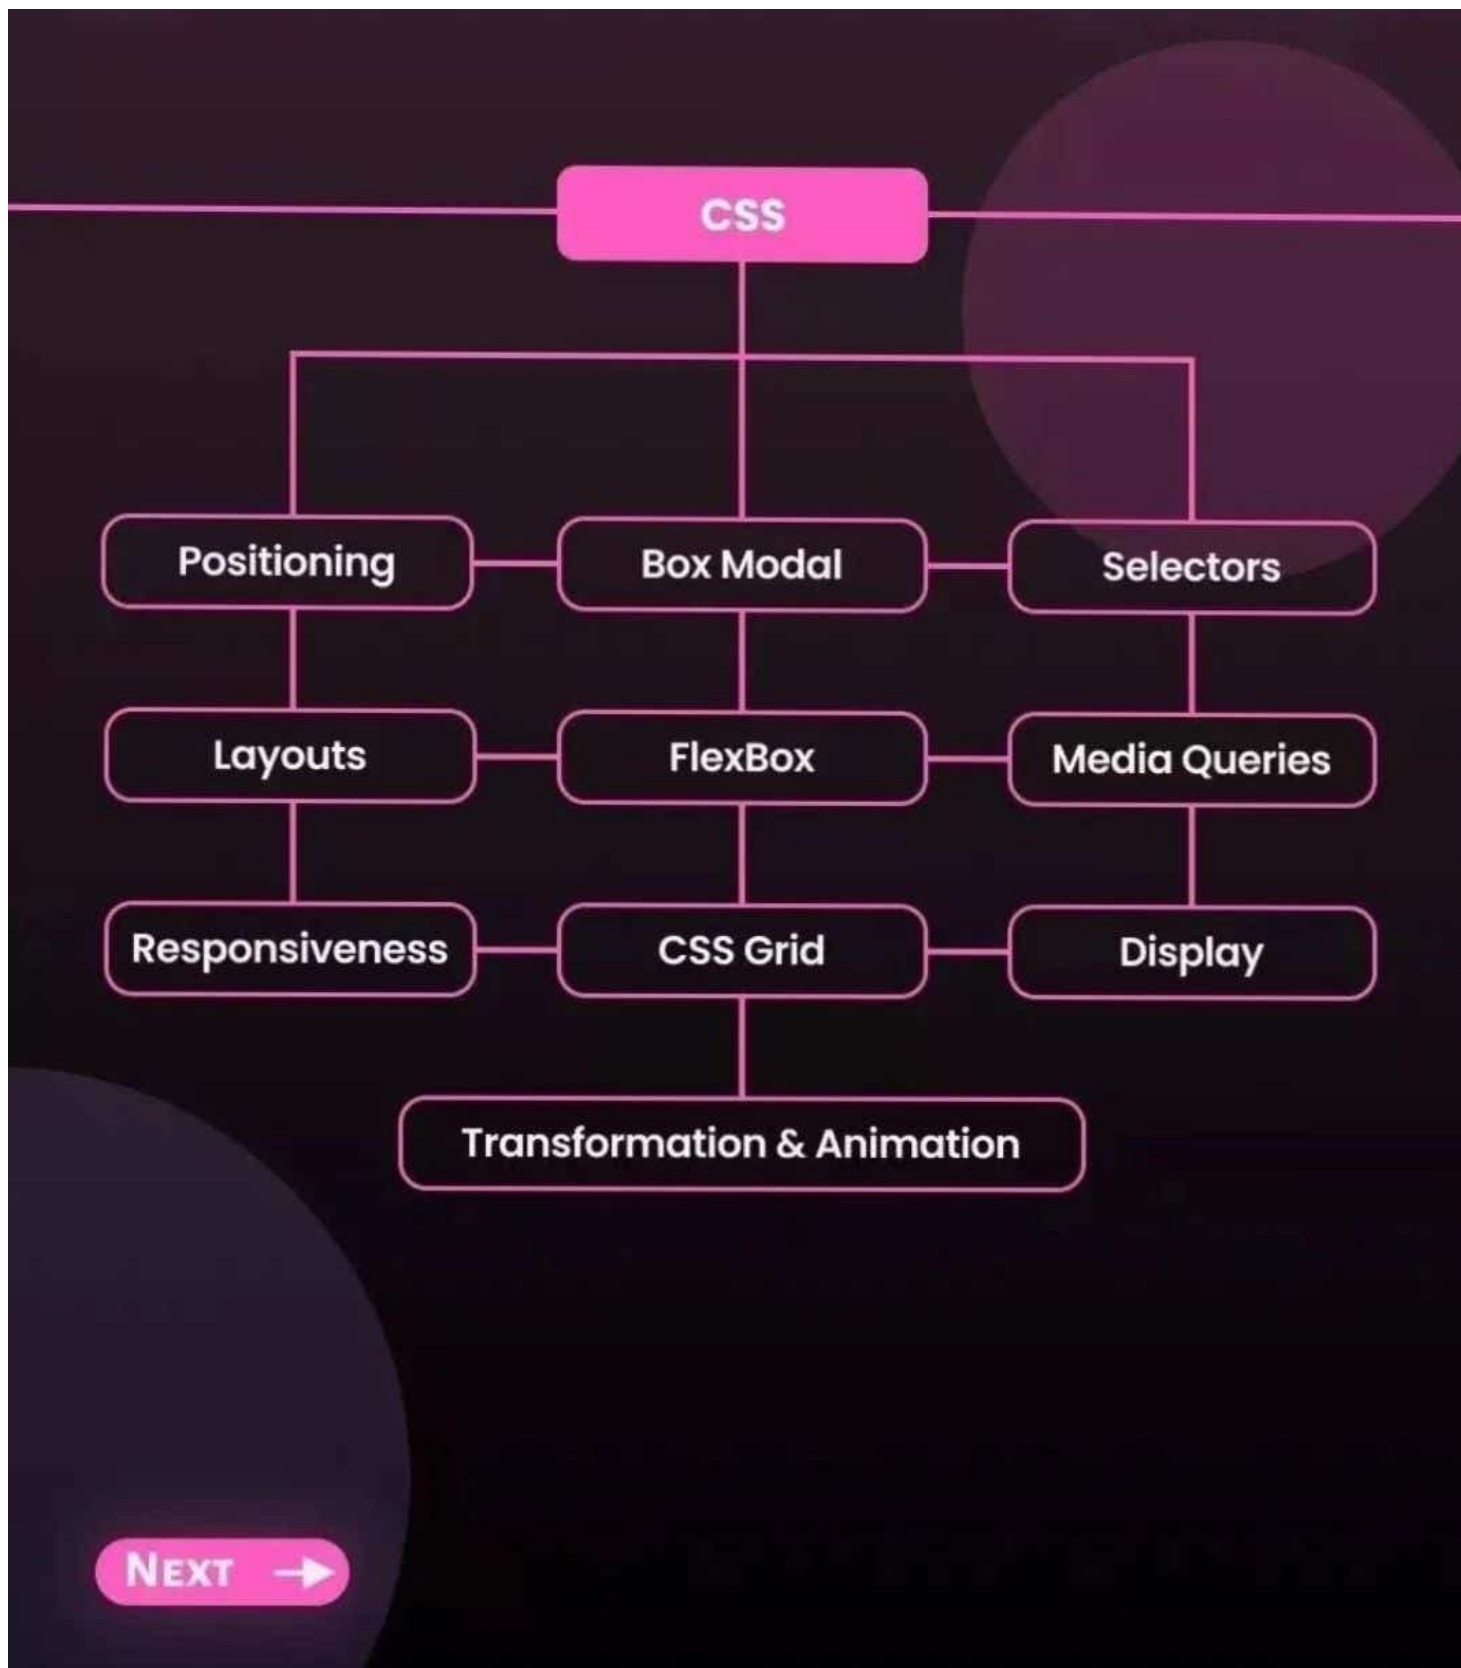 CSS
Positioning
Box Modal
Selectors
Layouts
FlexBox
Media Queries
Responsiveness
CSS Grid
Display
Transformation & Animation
NEXT